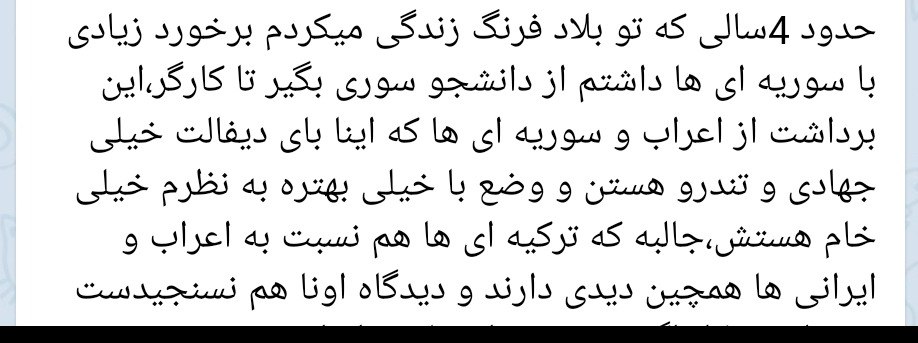 حدود 4سالی که تو بلاد فرنگ زندگی میکردم برخورد زیادی
با سوریه ای ها داشتم از دانشجو سوری بگیر تا کارگر،این
برداشت از اعراب و سوریه ای ها که اینا بای دیفالت خیلی
جهادی و تندرو هستن و وضع با خیلی بهتره به نظرم خیلی
خام هستش،جالبه که ترکیه ای ها هم نسبت به اعراب و
ایرانی ها همچین دیدی دارند و دیدگاه اونا هم نسنجیدست